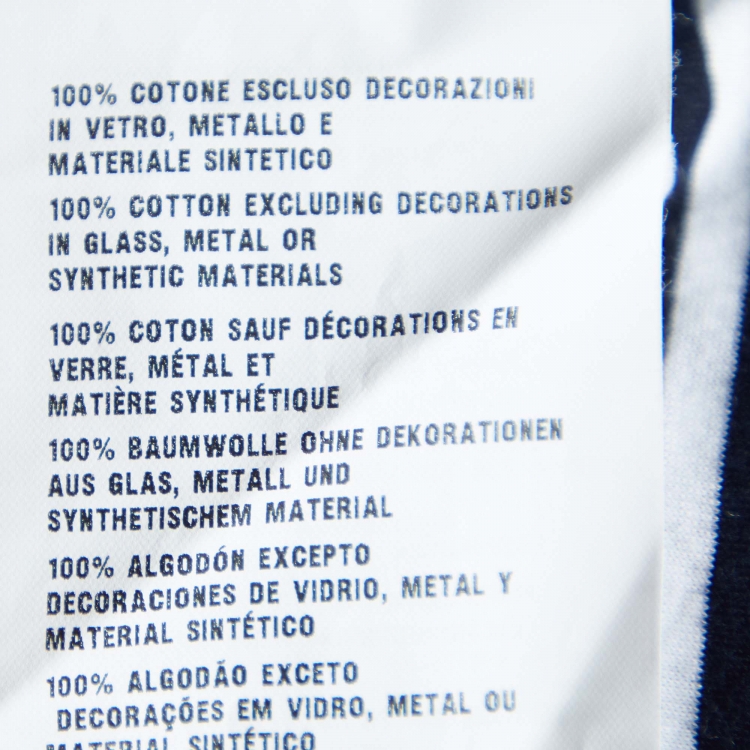 100% COTONE ESCLUSO DECORAZIONI
IN VETRO, METALLO E
MATERIALE SINTETICO
100% COTTON EXCLUDING DECORATIONS
IN GLASS, METAL OR
SYNTHETIC MATERIALS
100% COTON SAUF DÉCORATIONS EN
VERRE, MÉTAL ET
MATIÈRE SYNTHÉTIQUE
100% BAUMWOLLE OHNE DEKORATIONEN
AUS GLAS, METALL UND
SYNTHETISCHEM MATERIAL
100% ALGODÓN EXCEPTO
DECORACIONES DE VIDRIO, METAL Y
MATERIAL SINTÉTICO
100% ALGODÃO EXCETO
DECORAÇÕES EM VIDRO, METAL OU
MATERIAL SINTÉTICO